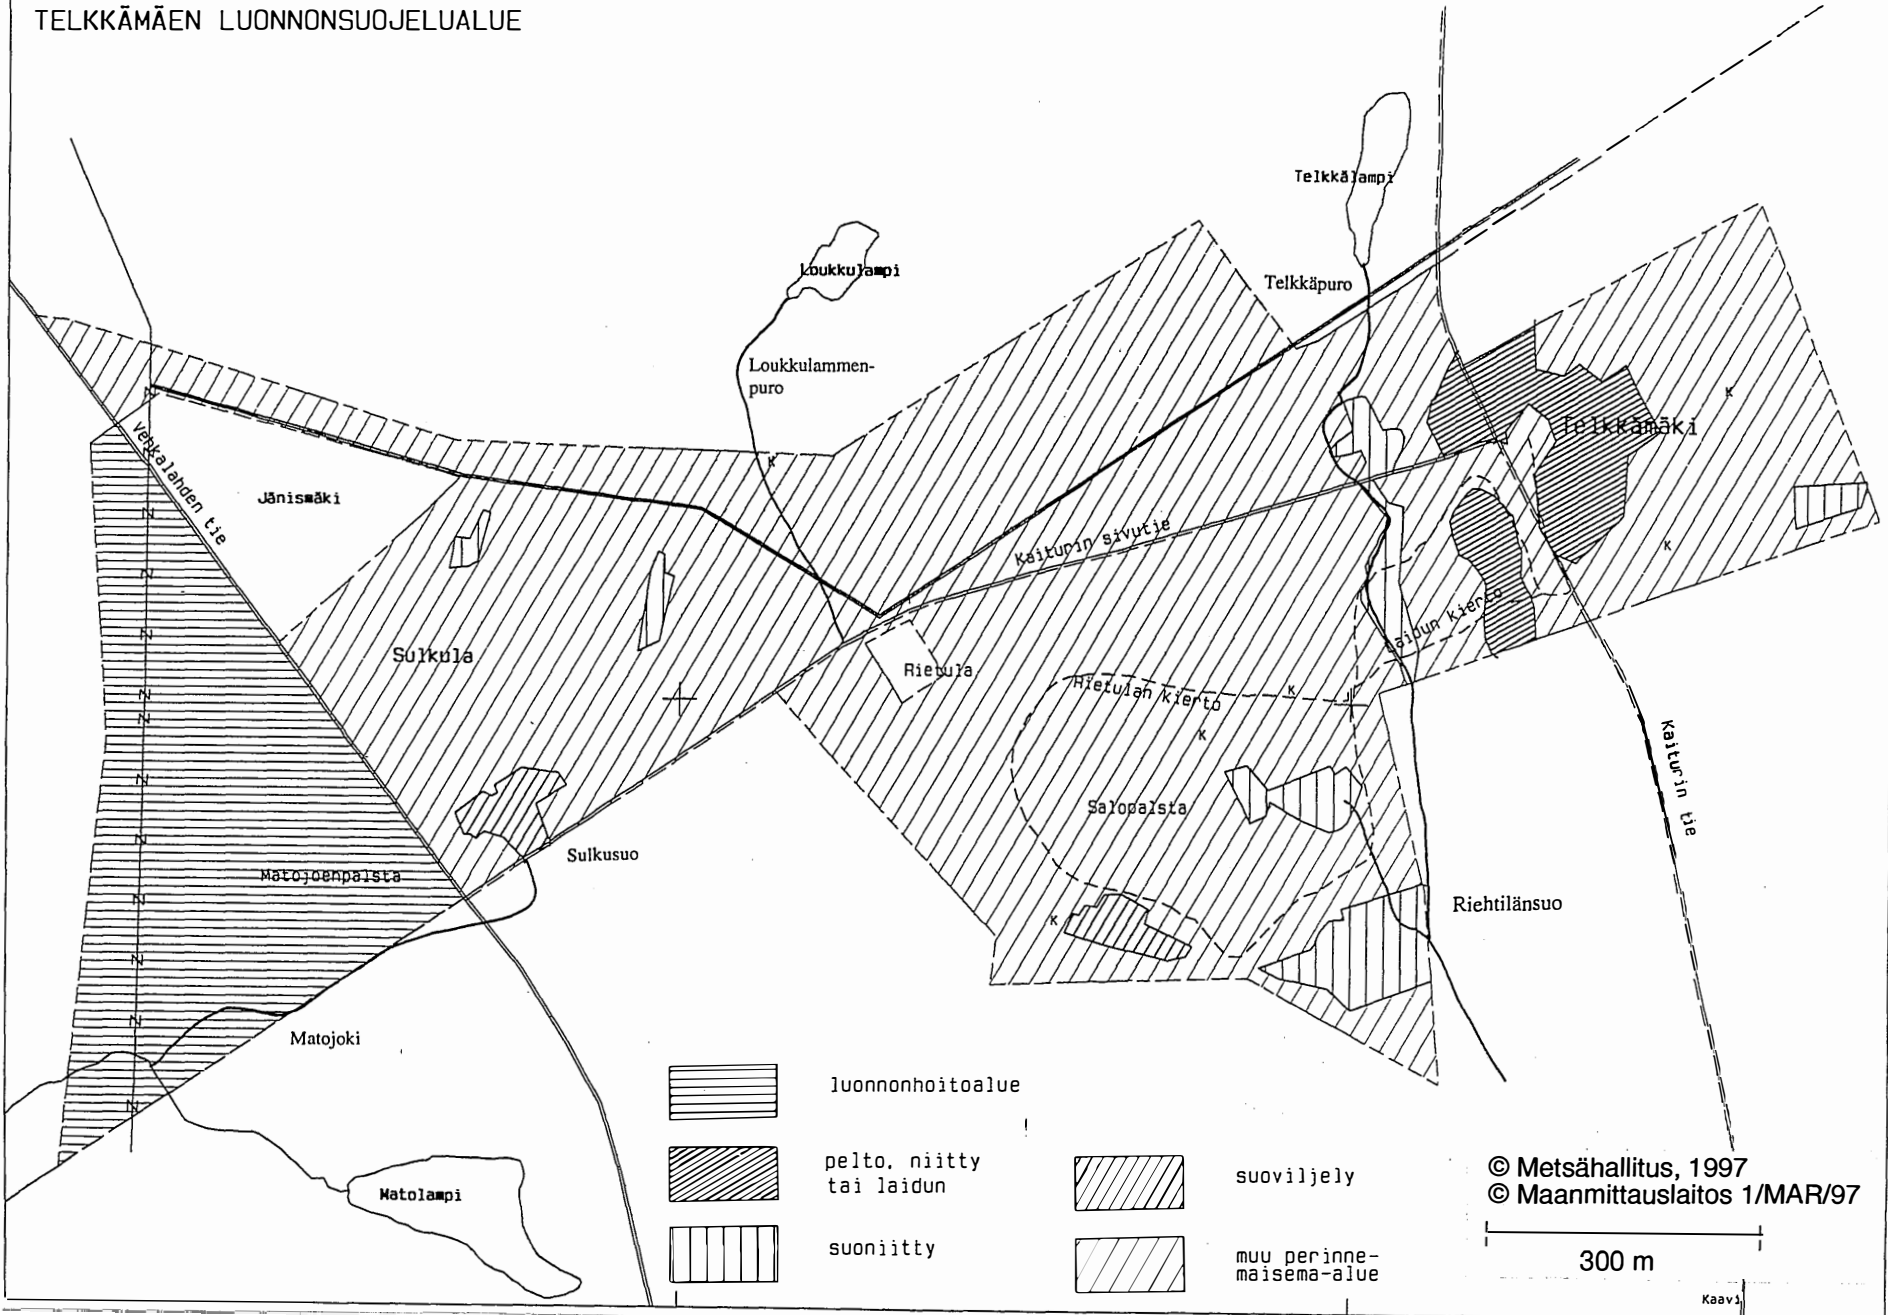 TELKKÄMÄEN LUONNONSUOJELUALUE
Telkkälampi
Loukkulampi
Telkkäpuro
Loukkulammen-
puro
K
Telkkämäki
Vehkalahden tie
K
Jänismäki
Kaiturin sivutie
K
Laidun kierto
Sulkula
Rietula
Rietulan kierto
K
K
Kaiturin tie
Salopalsta
Sulkusuo
Matojoenpalsta
Riehtilänsuo
K
Matojoki
luonnonhoitoalue
pelto, niitty
tai laidun
suoviljely
© Metsähallitus, 1997
© Maanmittauslaitos 1/MAR/97
Matolampi
suoniitty
muu perinne-
maisema-alue
300 m
Kaavi